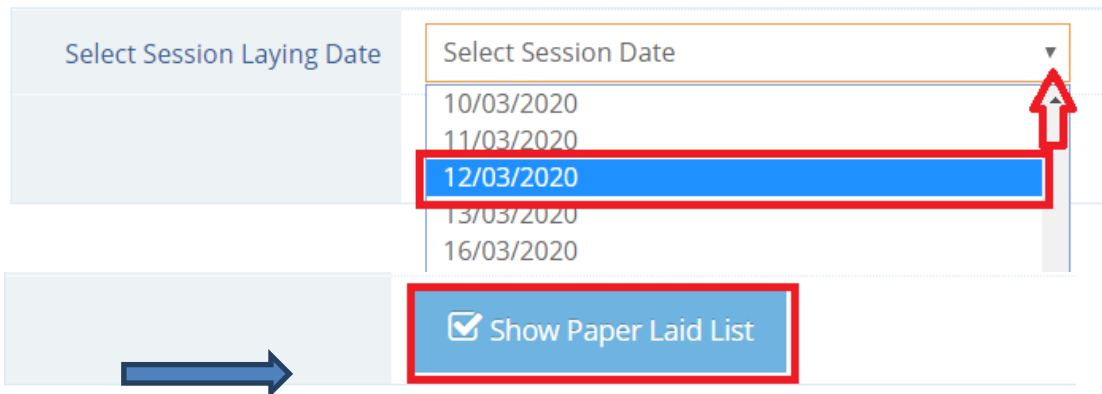 Select Session Laying Date
Select Session Date
10/03/2020
11/03/2020
12/03/2020
13/03/2020
16/03/2020
Show Paper Laid List